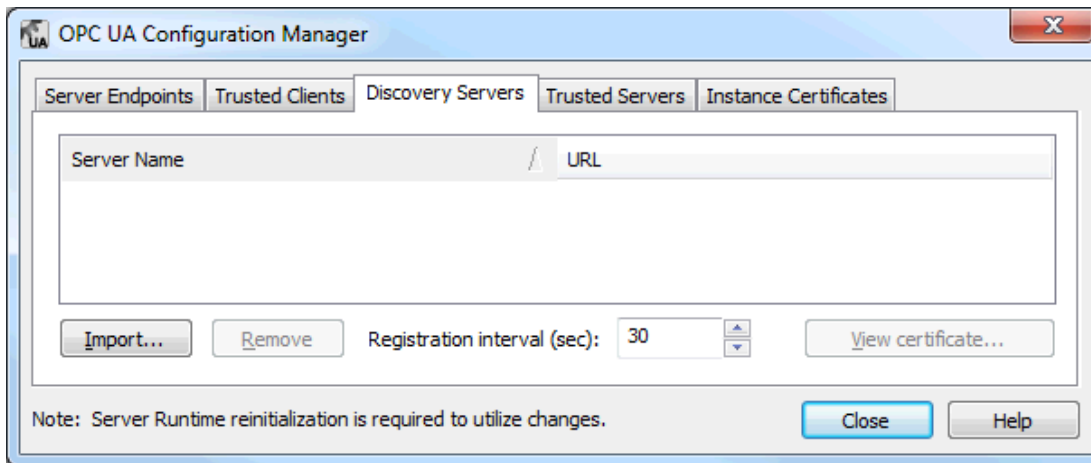 UA OPC UA Configuration Manager
Server Endpoints Trusted Clients Discovery Servers Trusted Servers Instance Certificates
Server Name URL
Import... Remove Registration interval (sec): 30 View certificate...
Note: Server Runtime reinitialization is required to utilize changes. Close Help